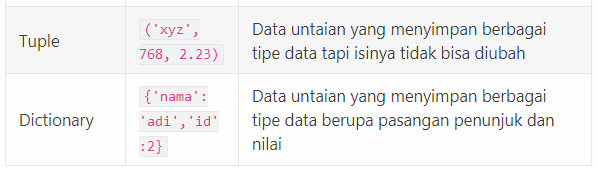 Tuple
('xyz',
768, 2.23)
Data untaian yang menyimpan berbagai
tipe data tapi isinya tidak bisa diubah
Dictionary
{'nama':
'adi','id'
:2}
Data untaian yang menyimpan berbagai
tipe data berupa pasangan penunjuk dan
nilai